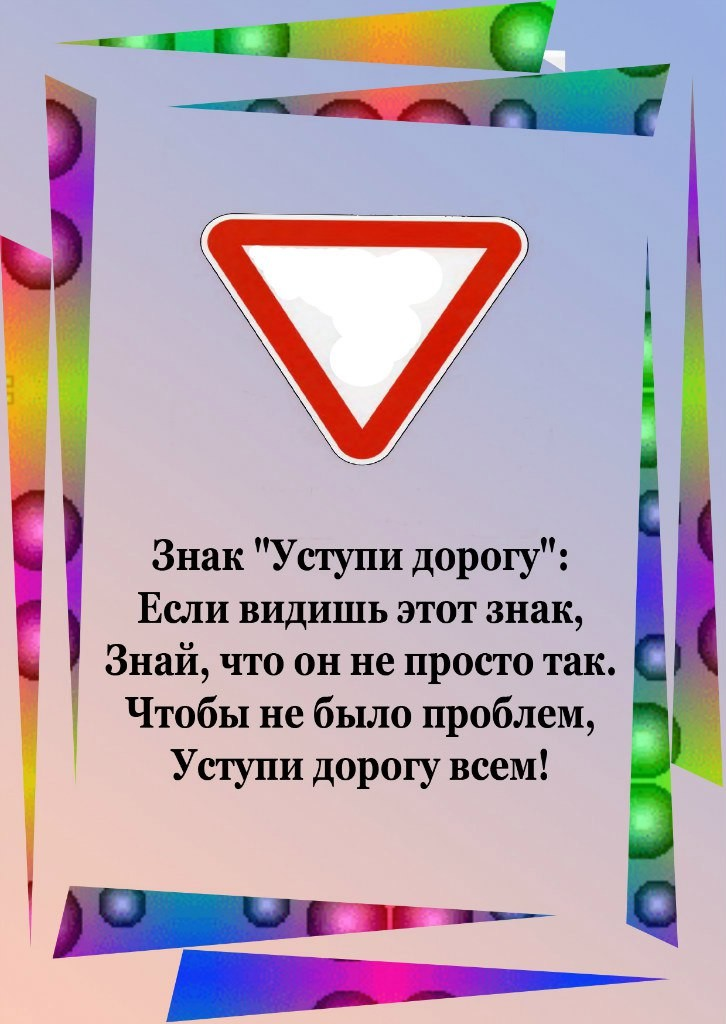 Знак "Уступи дорогу":
Если видишь этот знак,
Знай, что он не просто так.
Чтобы не было проблем,
Уступи дорогу всем!